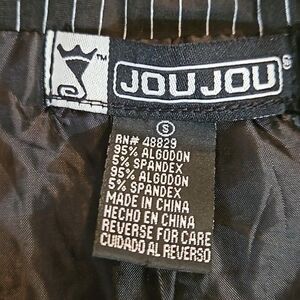 JOUJOU
S
RN# 48829
95% ALGODON
5% SPANDEX
95% ALGODON
5% SPANDEX
MADE IN CHINA
HECHO EN CHINA
REVERSE FOR CARE
CUIDADO AL REVERSO